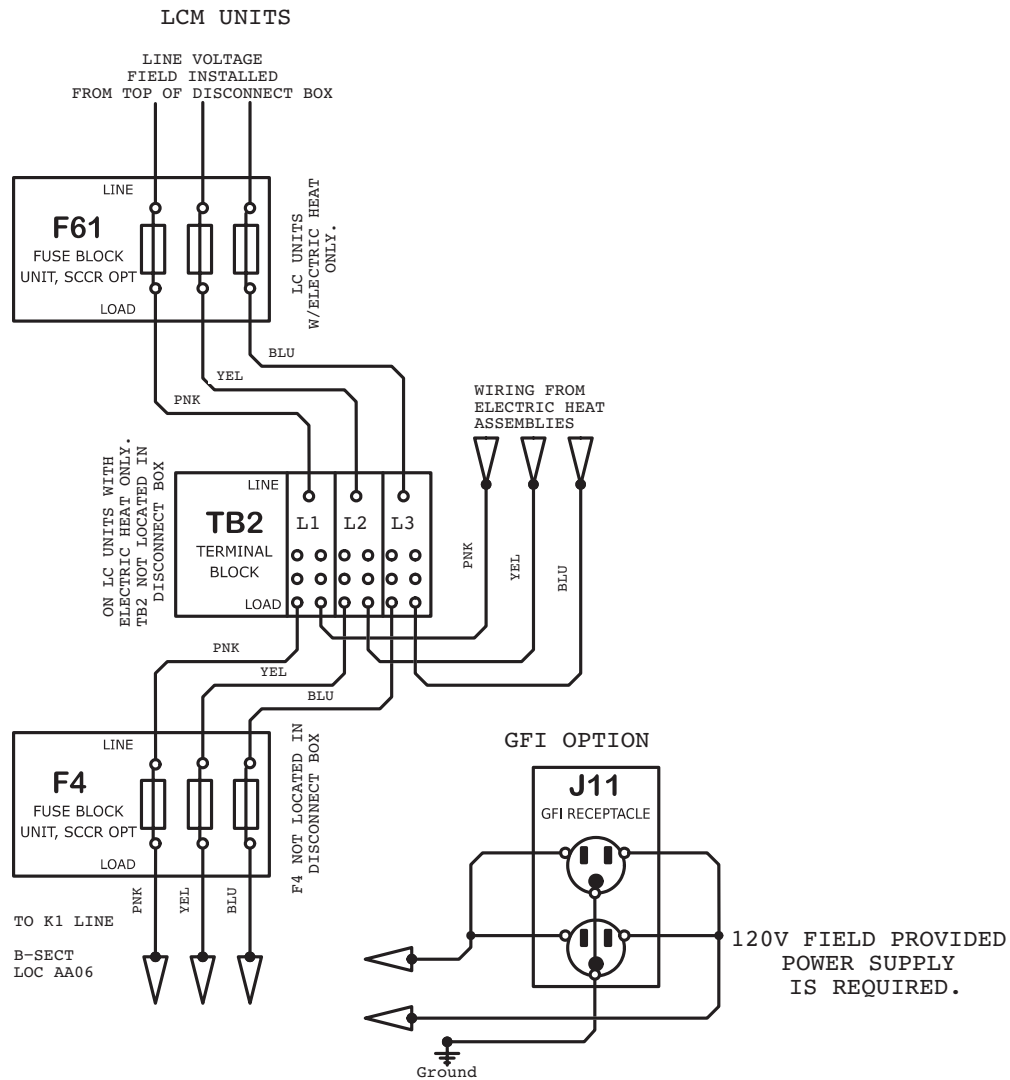 LCM UNITS
LINE VOLTAGE
FIELD INSTALLED
FROM TOP OF DISCONNECT BOX
LINE
F61
FUSE BLOCK
UNIT, SCCR OPT
LOAD
LC UNITS
W/ELECTRIC HEAT
ONLY.
BLU
YEL
PNK
WIRING FROM
ELECTRIC HEAT
ASSEMBLIES
ON LC UNITS WITH
ELECTRIC HEAT ONLY.
TB2 NOT LOCATED IN
DISCONNECT BOX
LINE
TB2
L1 L2 L3
TERMINAL
BLOCK
LOAD
PNK
YEL
BLU
PNK
YEL
BLU
LINE
F4
FUSE BLOCK
UNIT, SCCR OPT
LOAD
F4 NOT LOCATED IN
DISCONNECT BOX
PNK
YEL
BLU
TO K1 LINE
B-SECT
LOC AA06
GFI OPTION
J11
GFI RECEPTACLE
120V FIELD PROVIDED
POWER SUPPLY
IS REQUIRED.
Ground